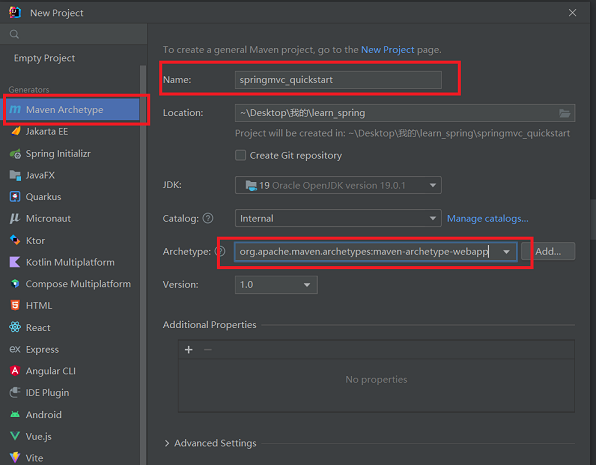 New Project
Empty Project
Generators
Maven Archetype
Jakarta EE
Spring Initializr
JavaFX
Quarkus
Micronaut
Ktor
Kotlin Multiplatform
Compose Multiplatform
HTML
React
Express
Angular CLI
IDE Plugin
Android
Vue.js
Vite
To create a general Maven project, go to the New Project page.
Name: springmvc_quickstart
Location: ~\Desktop\我的\learn_spring
Project will be created in: ~\Desktop\我的\learn_spring\springmvc_quickstart
Create Git repository
JDK: 19 Oracle OpenJDK version 19.0.1
Catalog: Internal Manage catalogs...
Archetype: org.apache.maven.archetypes:maven-archetype-webapp Add...
Version: 1.0
Additional Properties
No properties
Advanced Settings